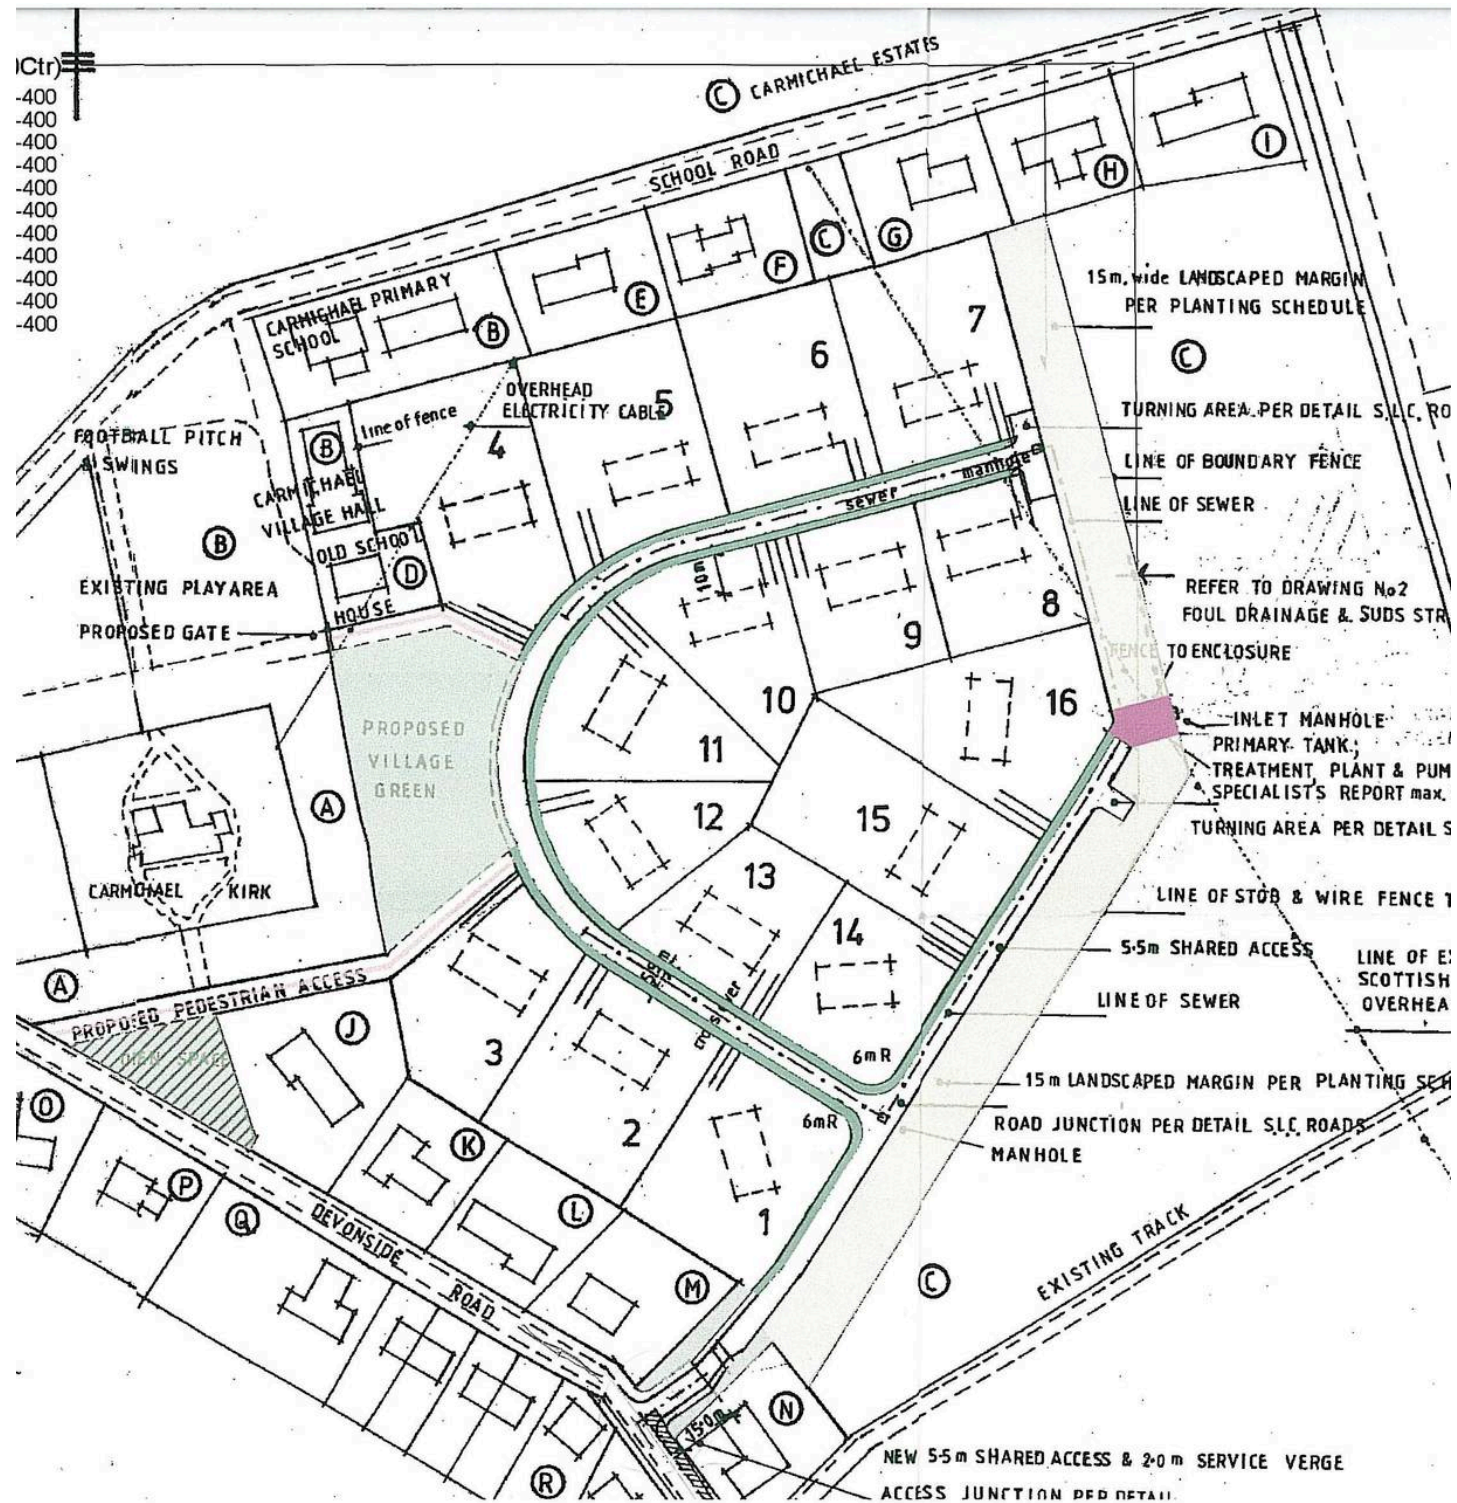 )Ctr)
-400
-400
-400
-400
-400
-400
-400
-400
-400
-400
-400
C CARMICHAEL ESTATES
SCHOOL ROAD
I
H
G
C
F
E
CARMICHAEL PRIMARY
SCHOOL
B
15m. wide LANDSCAPED MARGIN
PER PLANTING SCHEDULE
C
7
6
5
4
OVERHEAD
ELECTRICITY CABLE
line of fence
TURNING AREA PER DETAIL S.L.C. RO
FOOTBALL PITCH
& SWINGS
B
CARMICHAEL
VILLAGE HALL
LINE OF BOUNDARY FENCE
manhole
sewer
LINE OF SEWER
B
OLD SCHOOL
HOUSE
D
EXISTING PLAYAREA
PROPOSED GATE
10m
REFER TO DRAWING No2
FOUL DRAINAGE & SUDS STR
8
9
FENCE TO ENCLOSURE
10
16
PROPOSED
VILLAGE
GREEN
11
INLET MANHOLE
PRIMARY TANK;
TREATMENT PLANT & PUM
SPECIALIST'S REPORT max.
TURNING AREA PER DETAIL S
A
12
15
CARMICHAEL KIRK
13
LINE OF STOB & WIRE FENCE T
14
5·5m SHARED ACCESS
LINE OF E
SCOTTISH
OVERHEA
A
PROPOSED PEDESTRIAN ACCESS
OPEN SPACE
J
3
LINE OF SEWER
6mR
15m LANDSCAPED MARGIN PER PLANTING SCH
O
K
2
6mR
ROAD JUNCTION PER DETAIL S.L.C. ROADS
MANHOLE
P
Q
L
1
DEVONSIDE
ROAD
M
C
EXISTING TRACK
N
15·0m
R
NEW 5·5m SHARED ACCESS & 2·0m SERVICE VERGE
ACCESS JUNCTION PER DETAIL